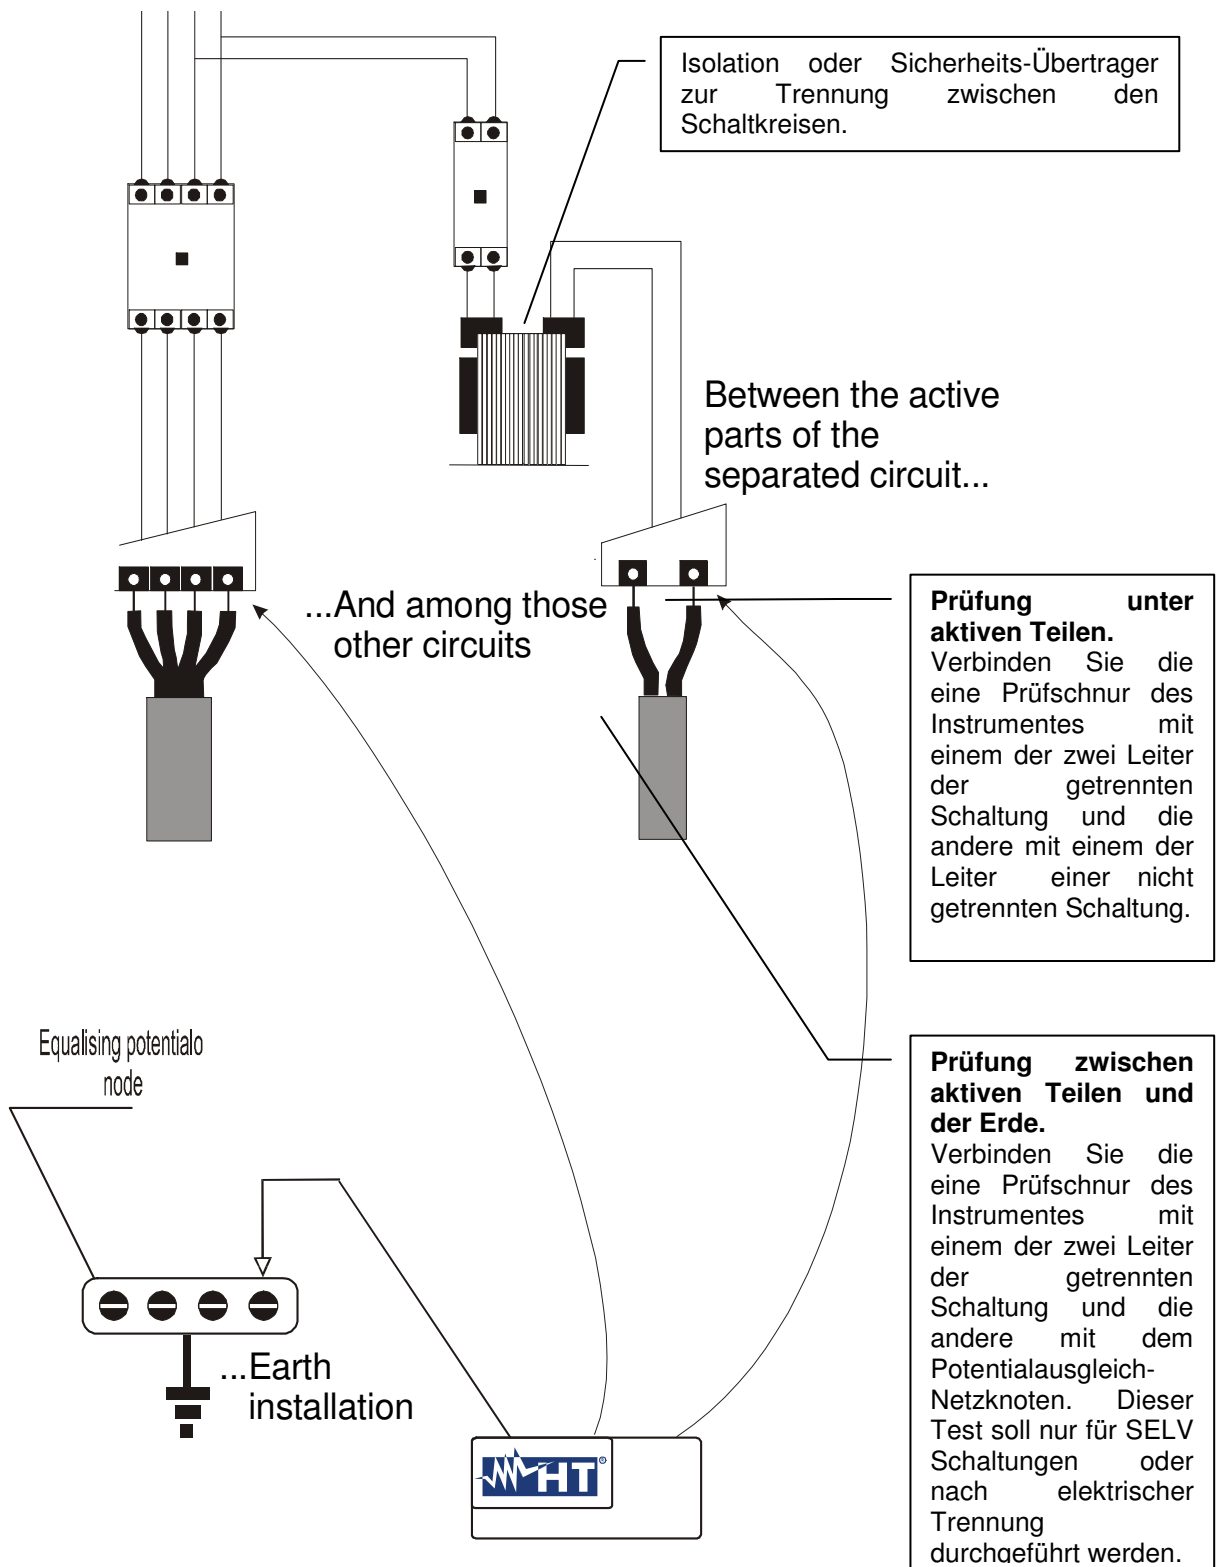 Isolation oder Sicherheits-Übertrager
zur Trennung zwischen den
Schaltkreisen.
Between the active
parts of the
separated circuit...
...And among those
other circuits
Prüfung unter
aktiven Teilen.
Verbinden Sie die
eine Prüfschnur des
Instrumentes mit
einem der zwei Leiter
der getrennten
Schaltung und die
andere mit einem der
Leiter einer nicht
getrennten Schaltung.
Equalising potentialo
node
Prüfung zwischen
aktiven Teilen und
der Erde.
Verbinden Sie die
eine Prüfschnur des
Instrumentes mit
einem der zwei Leiter
der getrennten
Schaltung und die
andere mit dem
Potentialausgleich-
Netzknoten. Dieser
Test soll nur für SELV
Schaltungen oder
nach elektrischer
Trennung
durchgeführt werden.
...Earth
installation
HT®